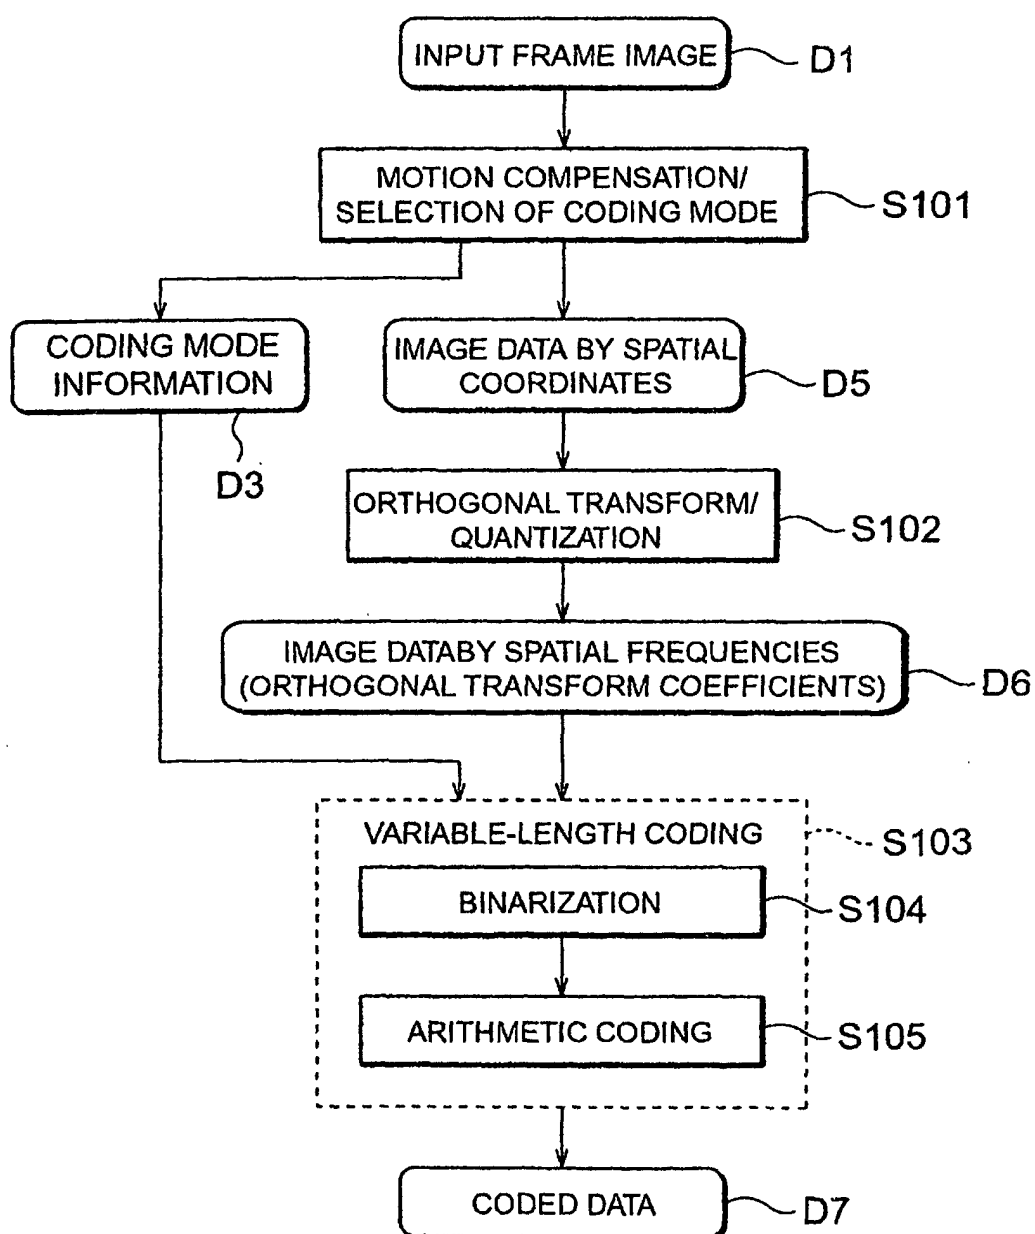 INPUT FRAME IMAGE
D1
MOTION COMPENSATION/
SELECTION OF CODING MODE
S101
CODING MODE
INFORMATION
D3
IMAGE DATA BY SPATIAL
COORDINATES
D5
ORTHOGONAL TRANSFORM/
QUANTIZATION
S102
IMAGE DATABY SPATIAL FREQUENCIES
(ORTHOGONAL TRANSFORM COEFFICIENTS)
D6
VARIABLE-LENGTH CODING
S103
BINARIZATION
S104
ARITHMETIC CODING
S105
CODED DATA
D7